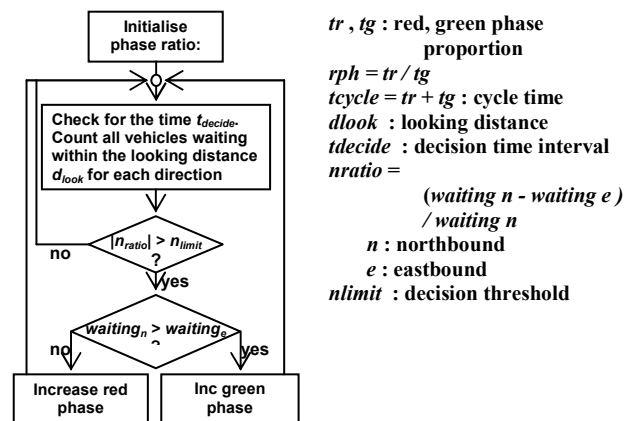 Initialise
phase ratio:
Check for the time tdecide.
Count all vehicles waiting
within the looking distance
dlook for each direction
|nratio| > nlimit
?
no
yes
waitingn > waitinge
?
no
yes
Increase red
phase
Inc green
phase
tr , tg : red, green phase
proportion
rph = tr / tg
tcycle = tr + tg : cycle time
dlook : looking distance
tdecide : decision time interval
nratio =
(waiting n - waiting e )
/ waiting n
n : northbound
e : eastbound
nlimit : decision threshold